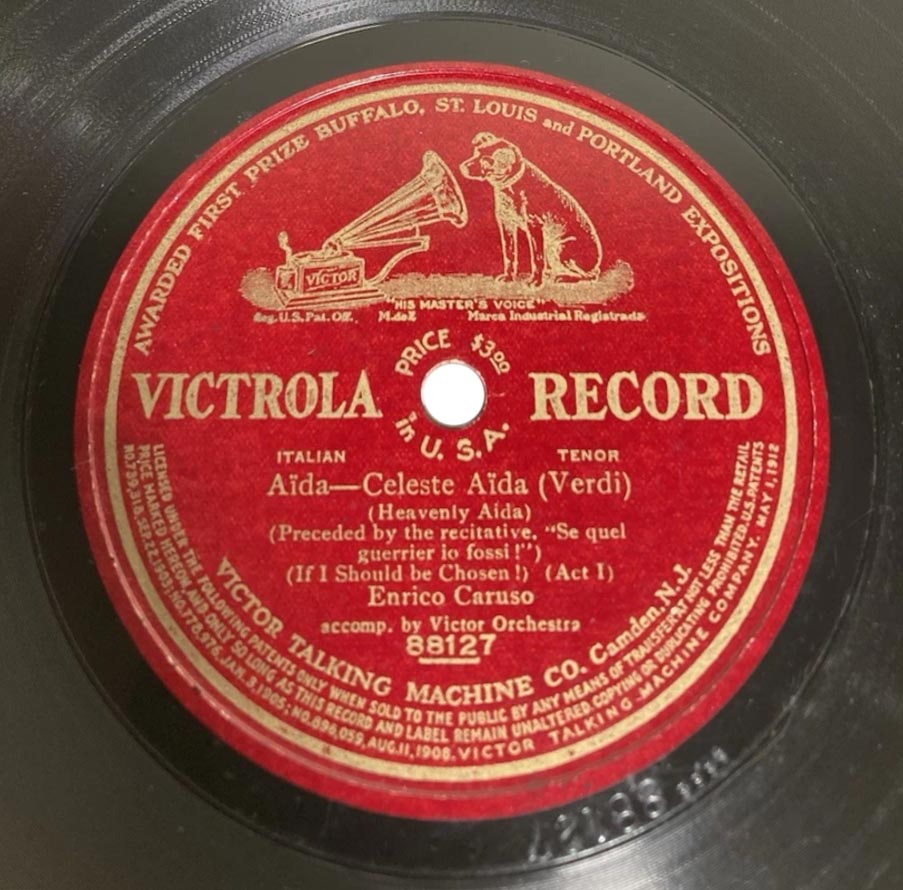 AWARDED FIRST PRIZE BUFFALO, ST. LOUIS and PORTLAND EXPOSITIONS
VICTOR
"HIS MASTER'S VOICE"
Reg. U.S. Pat. Off. M.deF. Marca Industrial Registrada
PRICE $3.00
in U.S.A.
VICTROLA RECORD
ITALIAN TENOR
Aïda—Celeste Aïda (Verdi)
(Heavenly Aida)
(Preceded by the recitative, "Se quel
guerrier io fossi!")
(If I Should be Chosen!) (Act I)
Enrico Caruso
accomp. by Victor Orchestra
88127
VICTOR TALKING MACHINE CO. Camden, N.J.
LICENSED UNDER THE FOLLOWING PATENTS ONLY WHEN SOLD TO THE PUBLIC BY ANY MEANS OF TRANSFER AT NOT LESS THAN THE RETAIL
PRICE MARKED HEREON, AND ONLY SO LONG AS THIS RECORD AND LABEL REMAIN UNALTERED. COPYING OR DUPLICATING PROHIBITED. U.S. PATENTS
NO. 739,318, SEP. 22, 1903; NO. 778,976, JAN. 3, 1905; NO. 896,059, AUG. 11, 1908. VICTOR TALKING MACHINE COMPANY. MAY 1, 1912